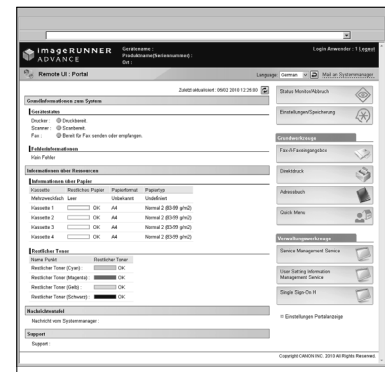 imageRUNNER
ADVANCE
Gerätename :
Produktname(Seriennummer) :
Ort :
Login Anwender : 1 Logout
Remote UI : Portal
Language: German
Mail an Systemmanager
Zuletzt aktualisiert : 09/02 2010 12:28:00
Grundinformationen zum System
Gerätestatus
Drucker : Druckbereit.
Scanner : Scanbereit.
Fax : Bereit für Fax senden oder empfangen.
Fehlerinformationen
Kein Fehler
Informationen über Ressourcen
Informationen über Papier
Kassette Restliches Papier Papierformat Papiertyp
Mehrzweckfach Leer Unbekannt Undefiniert
Kassette 1 OK A4 Normal 2 (83-99 g/m2)
Kassette 2 OK A4 Normal 2 (83-99 g/m2)
Kassette 3 OK A4 Normal 2 (83-99 g/m2)
Kassette 4 OK A4 Normal 2 (83-99 g/m2)
Restlicher Toner
Name Punkt Restlicher Toner
Restlicher Toner (Cyan) : OK
Restlicher Toner (Magenta) : OK
Restlicher Toner (Gelb) : OK
Restlicher Toner (Schwarz) : OK
Nachrichtentafel
Nachricht vom Systemmanager :
Support
Support :
Status Monitor/Abbruch
Einstellungen/Speicherung
Grundwerkzeuge
Fax-/I-Faxeingangsbox
Direktdruck
Adressbuch
Quick Menu
Verwaltungswerkzeuge
Service Management Service
User Setting Information
Management Service
Single Sign-On H
Einstellungen Portalanzeige
Copyright CANON INC. 2010 All Rights Reserved.